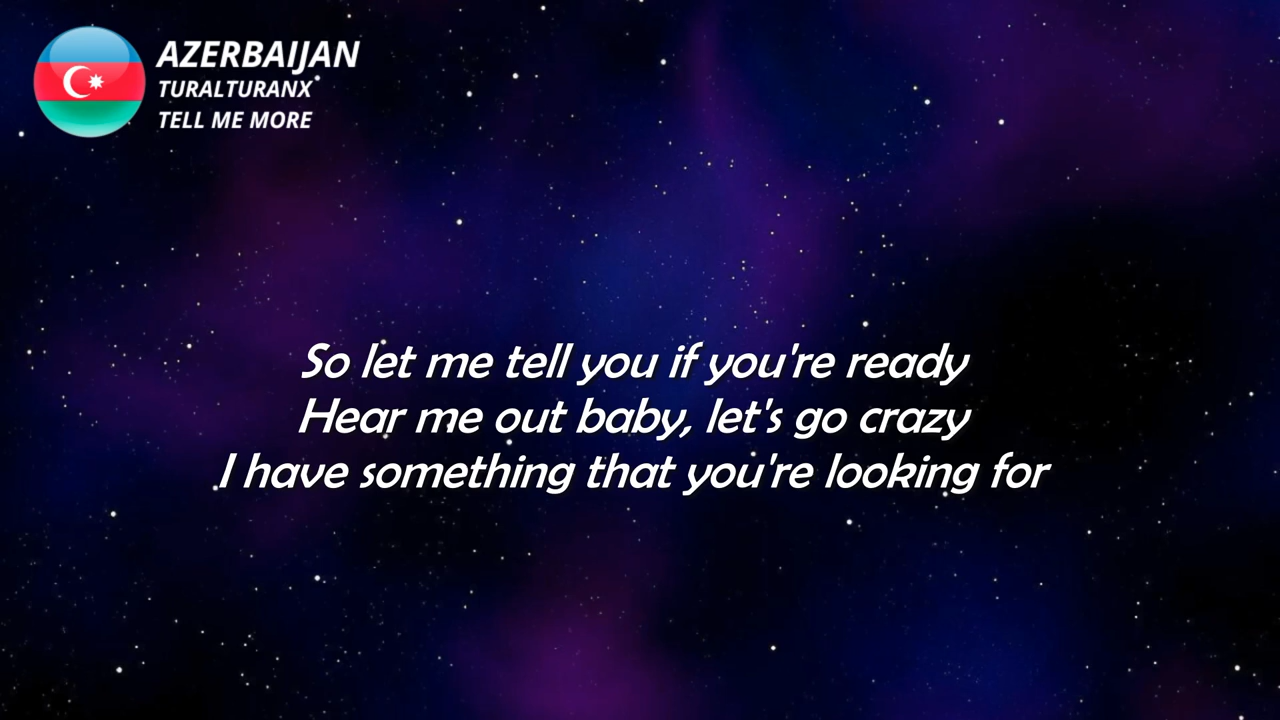 AZERBAIJAN
TURALTURANX
TELL ME MORE
So let me tell you if you're ready
Hear me out baby, let's go crazy
I have something that you're looking for